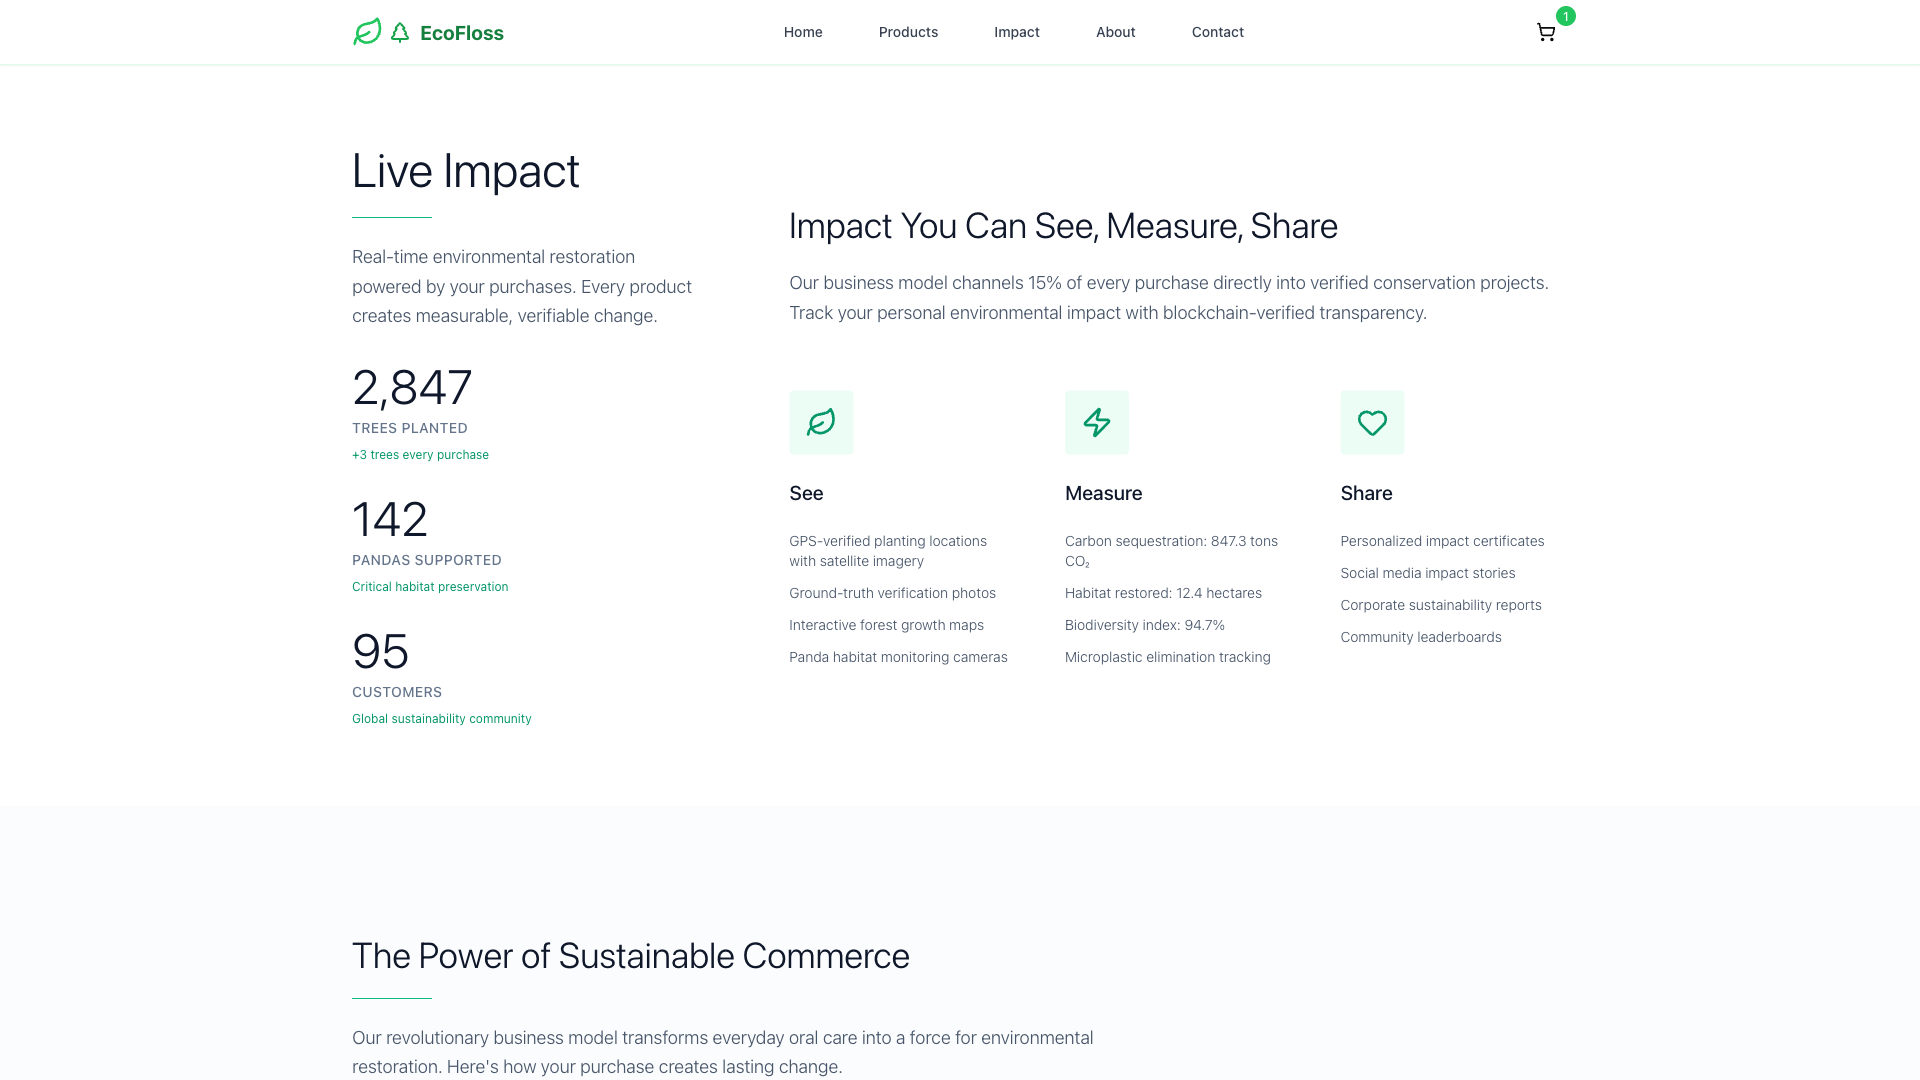 EcoFloss
Home
Products
Impact
About
Contact
1
Live Impact
Real-time environmental restoration
powered by your purchases. Every product
creates measurable, verifiable change.
2,847
TREES PLANTED
+3 trees every purchase
142
PANDAS SUPPORTED
Critical habitat preservation
95
CUSTOMERS
Global sustainability community
Impact You Can See, Measure, Share
Our business model channels 15% of every purchase directly into verified conservation projects.
Track your personal environmental impact with blockchain-verified transparency.
See
GPS-verified planting locations
with satellite imagery
Ground-truth verification photos
Interactive forest growth maps
Panda habitat monitoring cameras
Measure
Carbon sequestration: 847.3 tons
CO₂
Habitat restored: 12.4 hectares
Biodiversity index: 94.7%
Microplastic elimination tracking
Share
Personalized impact certificates
Social media impact stories
Corporate sustainability reports
Community leaderboards
The Power of Sustainable Commerce
Our revolutionary business model transforms everyday oral care into a force for environmental
restoration. Here's how your purchase creates lasting change.